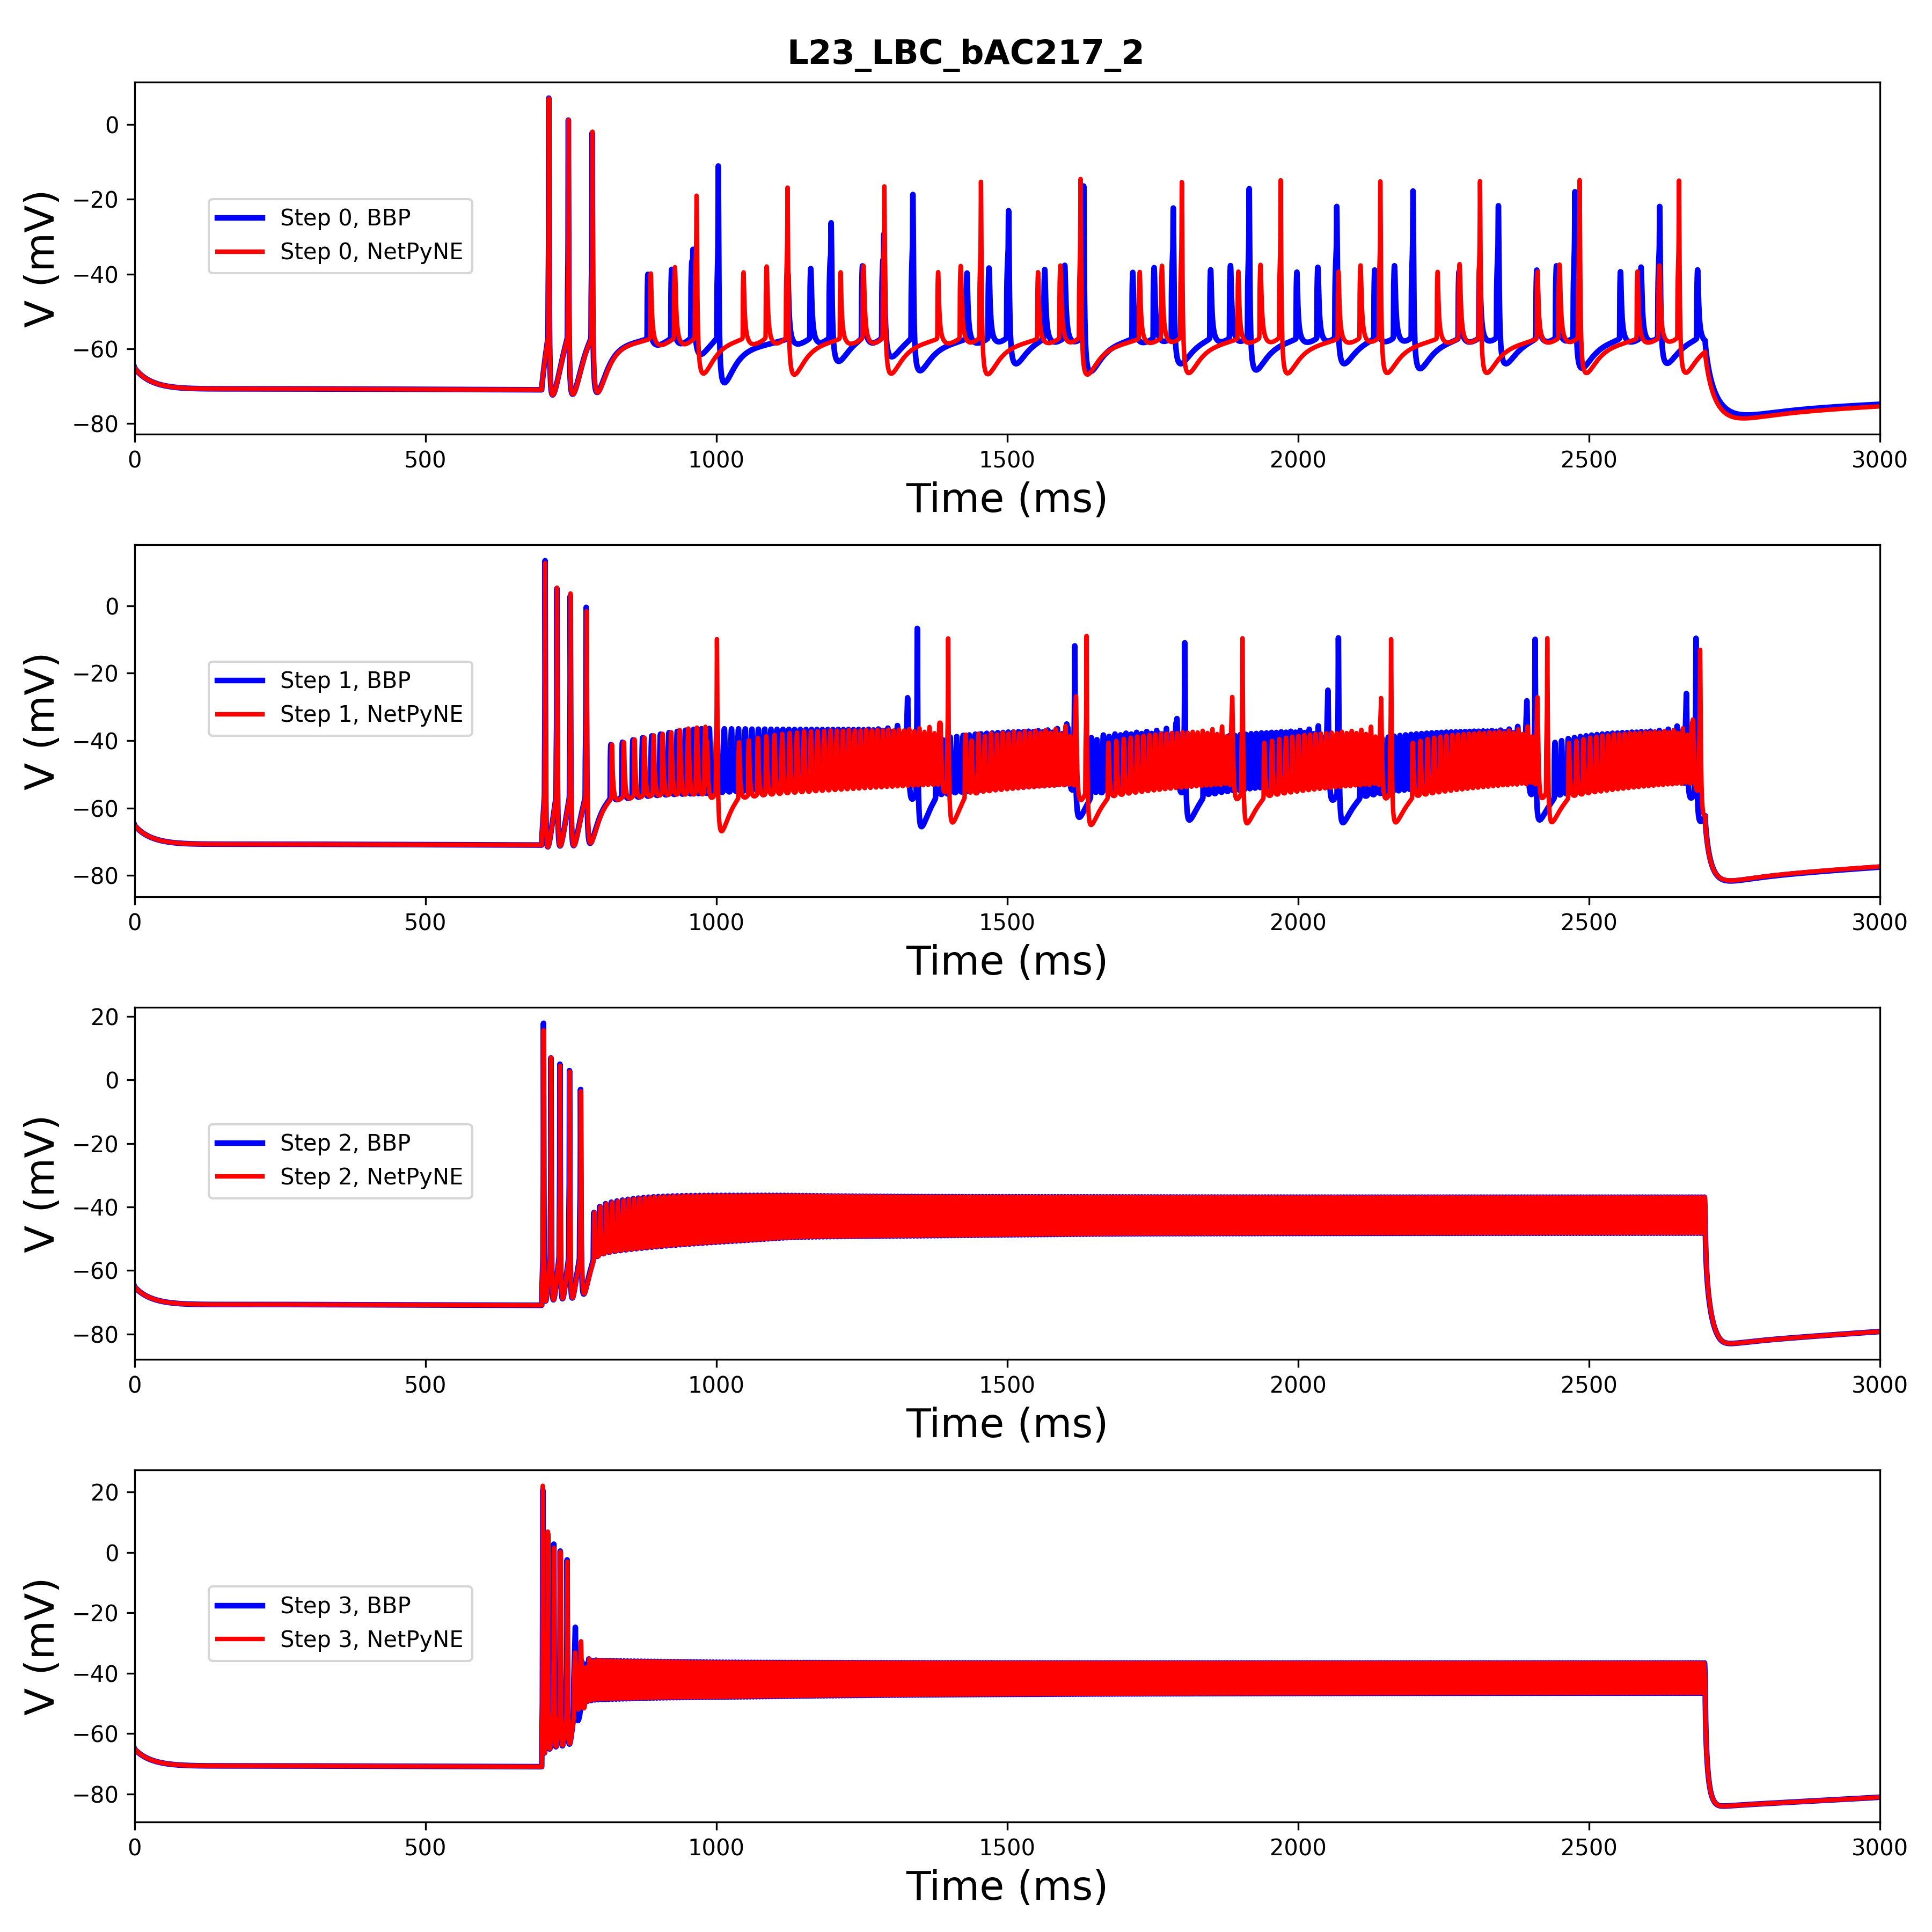 L23_LBC_bAC217_2
V (mV)
0
−20
−40
−60
−80
Step 0, BBP
Step 0, NetPyNE
0 500 1000 1500 2000 2500 3000
Time (ms)
V (mV)
0
−20
−40
−60
−80
Step 1, BBP
Step 1, NetPyNE
0 500 1000 1500 2000 2500 3000
Time (ms)
V (mV)
20
0
−20
−40
−60
−80
Step 2, BBP
Step 2, NetPyNE
0 500 1000 1500 2000 2500 3000
Time (ms)
V (mV)
20
0
−20
−40
−60
−80
Step 3, BBP
Step 3, NetPyNE
0 500 1000 1500 2000 2500 3000
Time (ms)